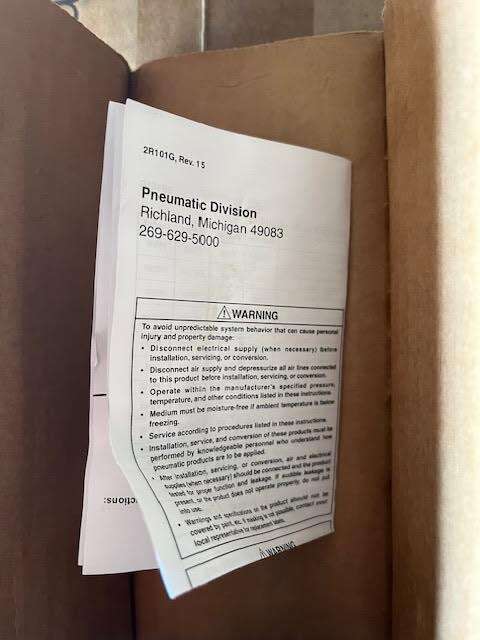 2R101G, Rev. 15
Pneumatic Division
Richland, Michigan 49083
269-629-5000
⚠WARNING
To avoid unpredictable system behavior that can cause personal
injury and property damage:
• Disconnect electrical supply (when necessary) before
installation, servicing, or conversion.
• Disconnect air supply and depressurize all air lines connected
to this product before installation, servicing, or conversion.
• Operate within the manufacturer's specified pressure,
temperature, and other conditions listed in these instructions.
• Medium must be moisture-free if ambient temperature is below
freezing.
• Service according to procedures listed in these instructions.
• Installation, service, and conversion of these products must be
performed by knowledgeable personnel who understand how
pneumatic products are to be applied.
• After installation, servicing, or conversion, air and electrical
supplies (when necessary) should be connected and the product
tested for proper function and leakage. If audible leakage is
present, or the product does not operate properly, do not put
into use.
• Warnings and specifications on the product should not be
covered by paint, etc. If masking is not possible, contact your
local representative for replacement labels.
⚠WARNING
ctions: